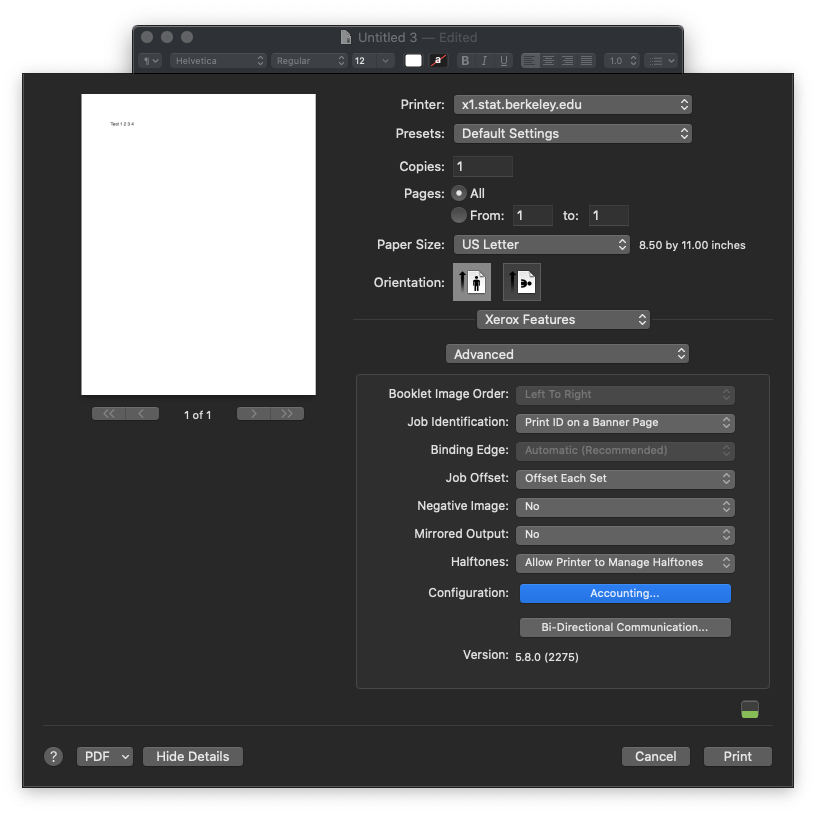 Untitled 3 — Edited
¶ Helvetica Regular 12 a B I U 1.0
Test 1 2 3 4
1 of 1
Printer: x1.stat.berkeley.edu
Presets: Default Settings
Copies: 1
Pages: All
From: 1 to: 1
Paper Size: US Letter 8.50 by 11.00 inches
Orientation:
Xerox Features
Advanced
Booklet Image Order: Left To Right
Job Identification: Print ID on a Banner Page
Binding Edge: Automatic (Recommended)
Job Offset: Offset Each Set
Negative Image: No
Mirrored Output: No
Halftones: Allow Printer to Manage Halftones
Configuration: Accounting...
Bi-Directional Communication...
Version: 5.8.0 (2275)
? PDF Hide Details Cancel Print